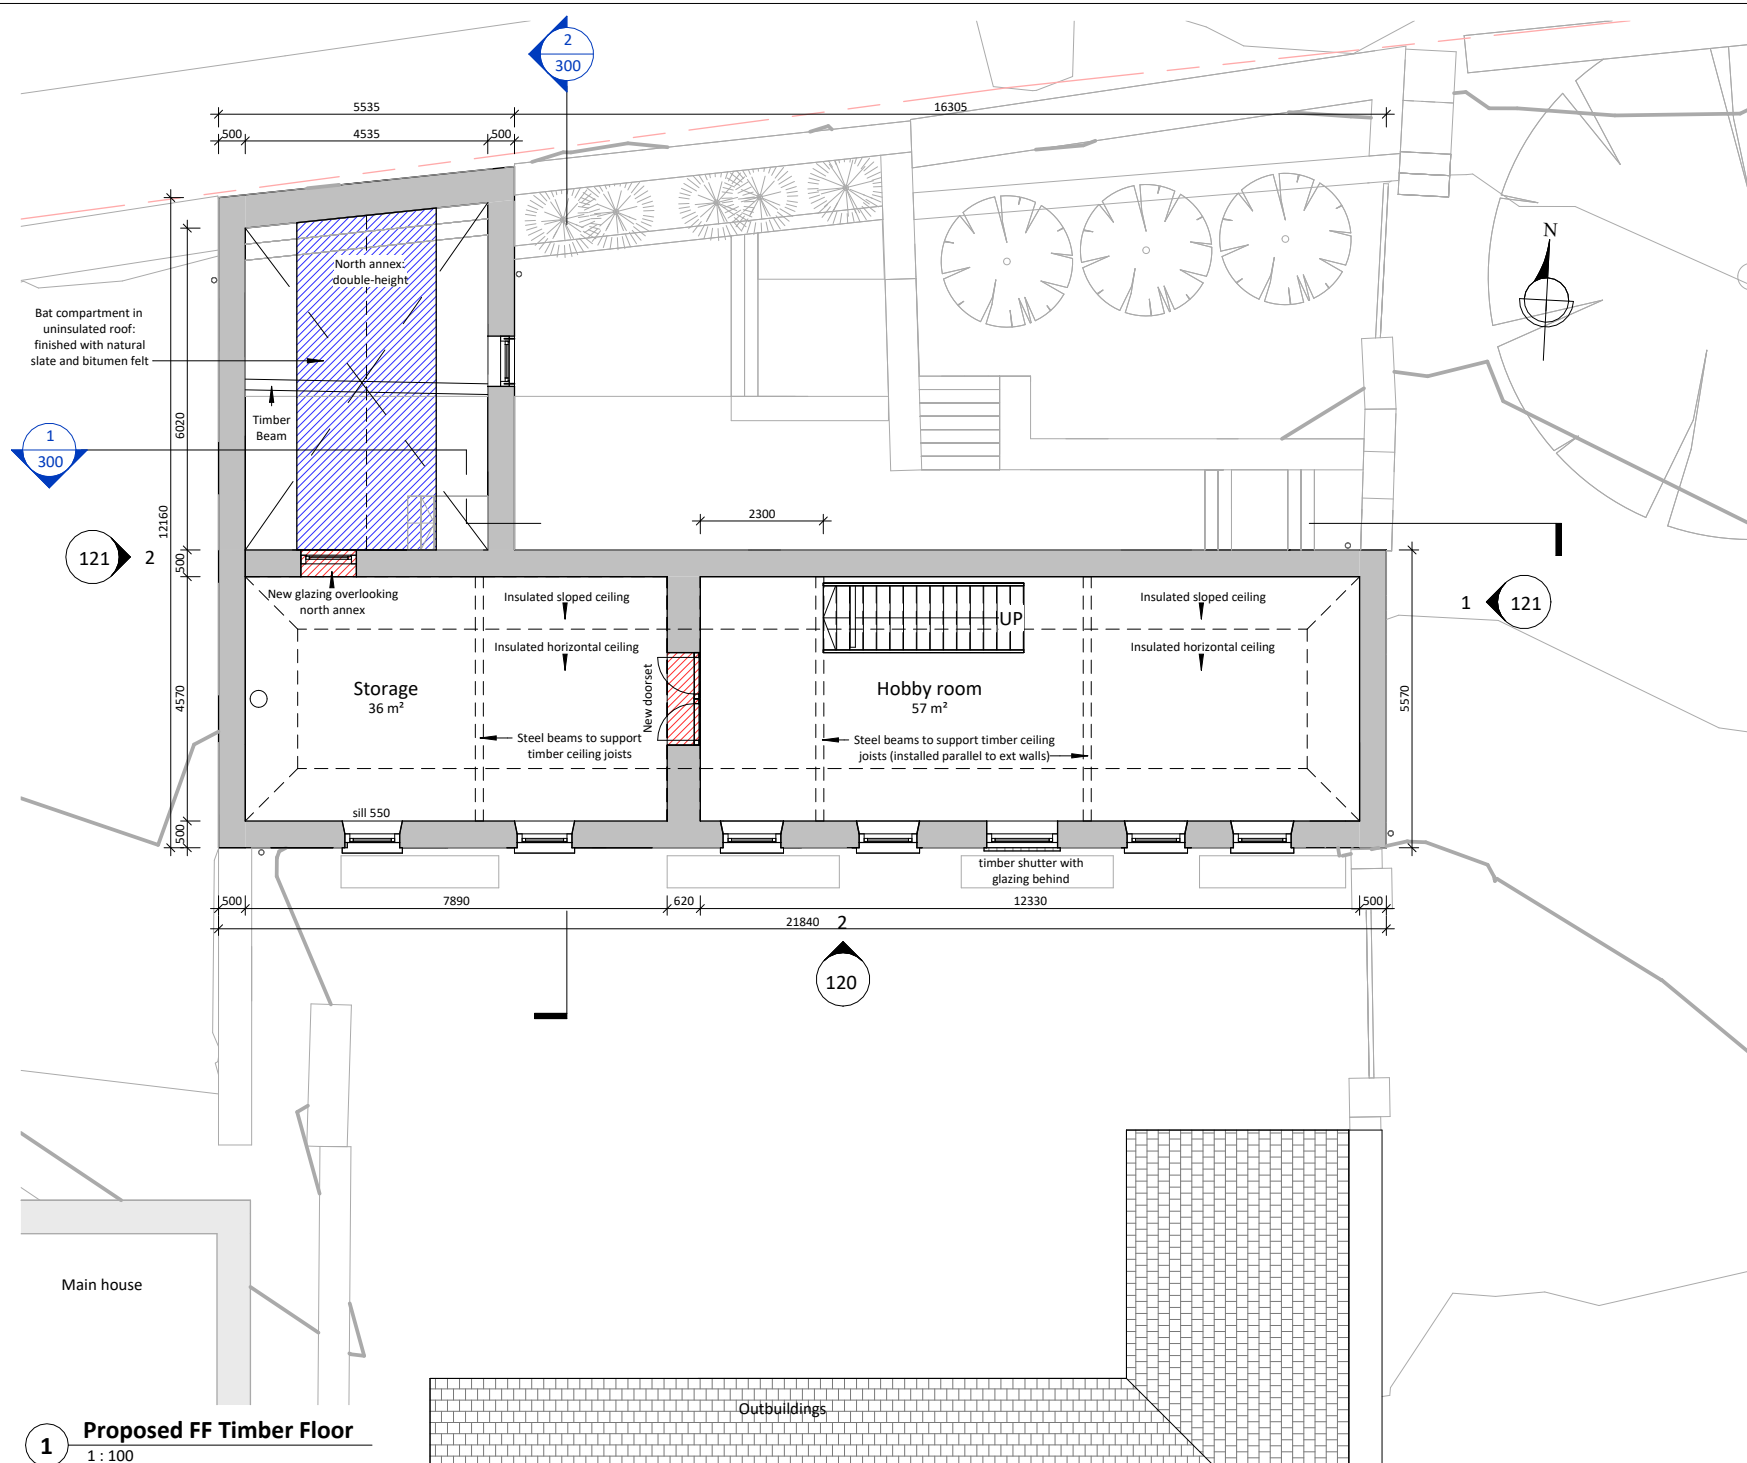 2
300
5535
16305
500
4535
500
North annex:
double-height
N
Bat compartment in
uninsulated roof:
finished with natural
slate and bitumen felt
Timber
Beam
6020
1
300
12160
2300
121
2
500
New glazing overlooking
north annex
Insulated sloped ceiling
UP
Insulated sloped ceiling
1
121
Insulated horizontal ceiling
Insulated horizontal ceiling
Storage
36 m²
New doorset
Hobby room
57 m²
4570
5570
Steel beams to support
timber ceiling joists
Steel beams to support timber ceiling
joists (installed parallel to ext walls)
sill 550
500
timber shutter with
glazing behind
500
7890
620
12330
500
21840
2
120
Main house
Outbuildings
1
Proposed FF Timber Floor
1 : 100